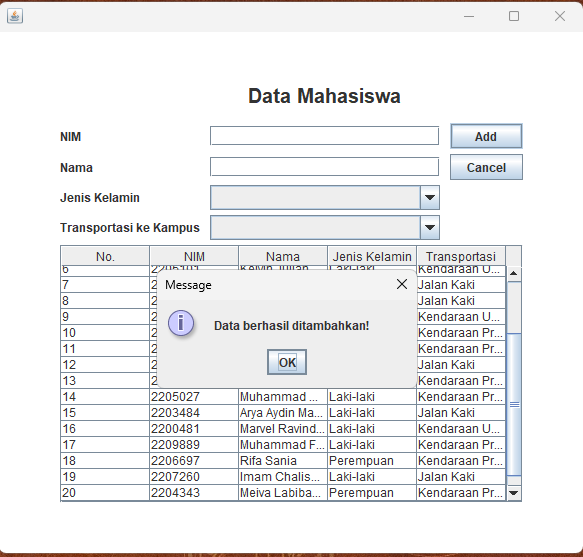 Data Mahasiswa
NIM
Add
Nama
Cancel
Jenis Kelamin
Transportasi ke Kampus
No. NIM Nama Jenis Kelamin Transportasi
6 2205101 Kelvin Julian Laki-laki Kendaraan U...
7 2 Jalan Kaki
8 2 Jalan Kaki
9 2 Kendaraan U...
10 2 Kendaraan Pr...
11 2 Kendaraan Pr...
12 2 Jalan Kaki
13 2 Kendaraan Pr...
Message
Data berhasil ditambahkan!
OK
14 2205027 Muhammad ... Laki-laki Kendaraan Pr...
15 2203484 Arya Aydin Ma... Laki-laki Jalan Kaki
16 2200481 Marvel Ravind... Laki-laki Kendaraan U...
17 2209889 Muhammad F... Laki-laki Kendaraan Pr...
18 2206697 Rifa Sania Perempuan Kendaraan Pr...
19 2207260 Imam Chalis... Laki-laki Jalan Kaki
20 2204343 Meiva Labiba... Perempuan Kendaraan Pr...